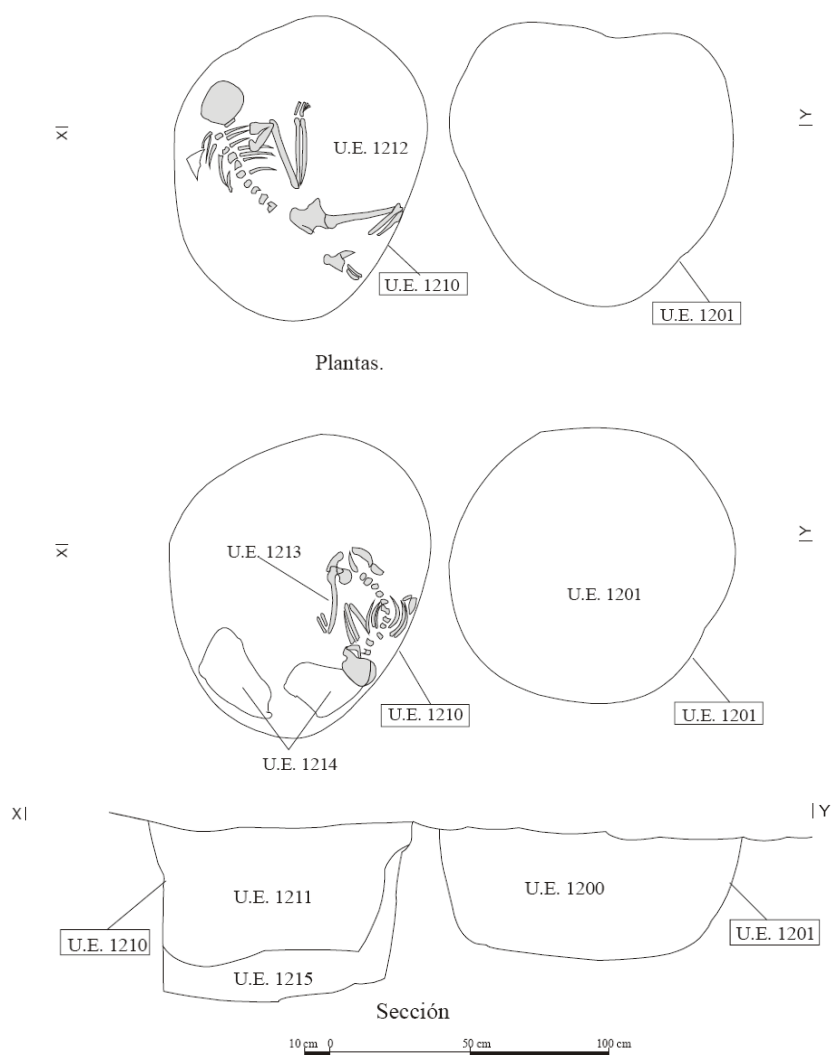 X|
|Y
U.E. 1212
U.E. 1210
U.E. 1201
Plantas.
X|
|Y
U.E. 1213
U.E. 1201
U.E. 1210
U.E. 1201
U.E. 1214
X|
|Y
U.E. 1211
U.E. 1200
U.E. 1210
U.E. 1201
U.E. 1215
Sección
10 cm 0 50 cm 100 cm